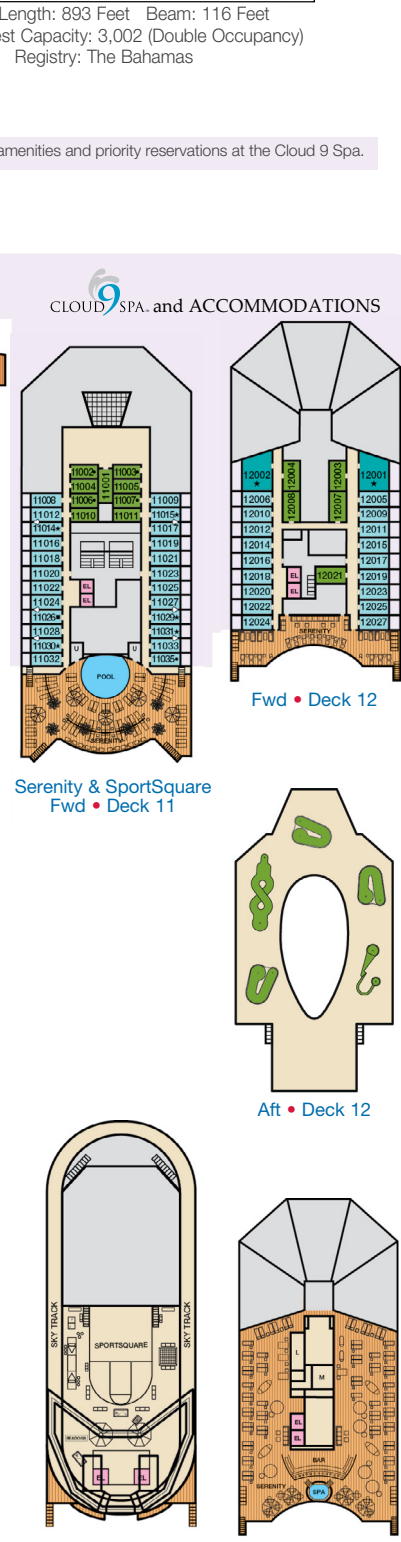 Length: 893 Feet Beam: 116 Feet
Capacity: 3,002 (Double Occupancy)
Registry: The Bahamas
amenities and priority reservations at the Cloud 9 Spa.
CLOUD 9 SPA. and ACCOMMODATIONS
11002 11003
11001
11004 11005
11006 11007
11010 11011
11008 11009
11012 11015
11014 11017
11016 11019
11018 11021
11020 11023
11022 11025
11024 11027
11026 11029
11028 11031
11030 11033
11032 11035
EL
EL
U U
POOL
SERENITY
Serenity & SportSquare
Fwd • Deck 11
12002 12004 12003 12001
12008 12007
12006 12005
12010 12009
12012 12011
12014 12015
12016 12017
12018 12019
12020 12023
12022 12025
12024 12027
EL 12021
EL
SERENITY
Fwd • Deck 12
Aft • Deck 12
SKY TRACK
SKY TRACK
SPORTSQUARE
EL EL
L
M
EL
EL
BAR
SERENITY
SPA